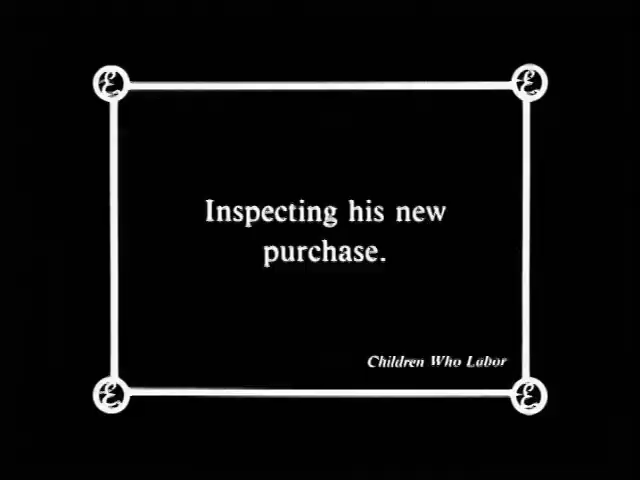 E E
Inspecting his new
purchase.
Children Who Labor
E E